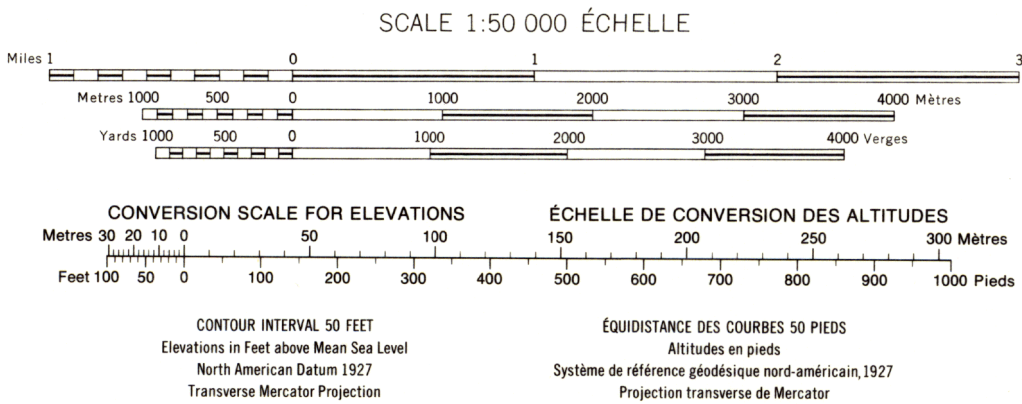 SCALE 1:50 000 ÉCHELLE
Miles 1 0 1 2 3
Metres 1000 500 0 1000 2000 3000 4000 Mètres
Yards 1000 500 0 1000 2000 3000 4000 Verges
CONVERSION SCALE FOR ELEVATIONS ÉCHELLE DE CONVERSION DES ALTITUDES
Metres 30 20 10 0 50 100 150 200 250 300 Mètres
Feet 100 50 0 100 200 300 400 500 600 700 800 900 1000 Pieds
CONTOUR INTERVAL 50 FEET
Elevations in Feet above Mean Sea Level
North American Datum 1927
Transverse Mercator Projection
ÉQUIDISTANCE DES COURBES 50 PIEDS
Altitudes en pieds
Système de référence géodésique nord-américain, 1927
Projection transverse de Mercator